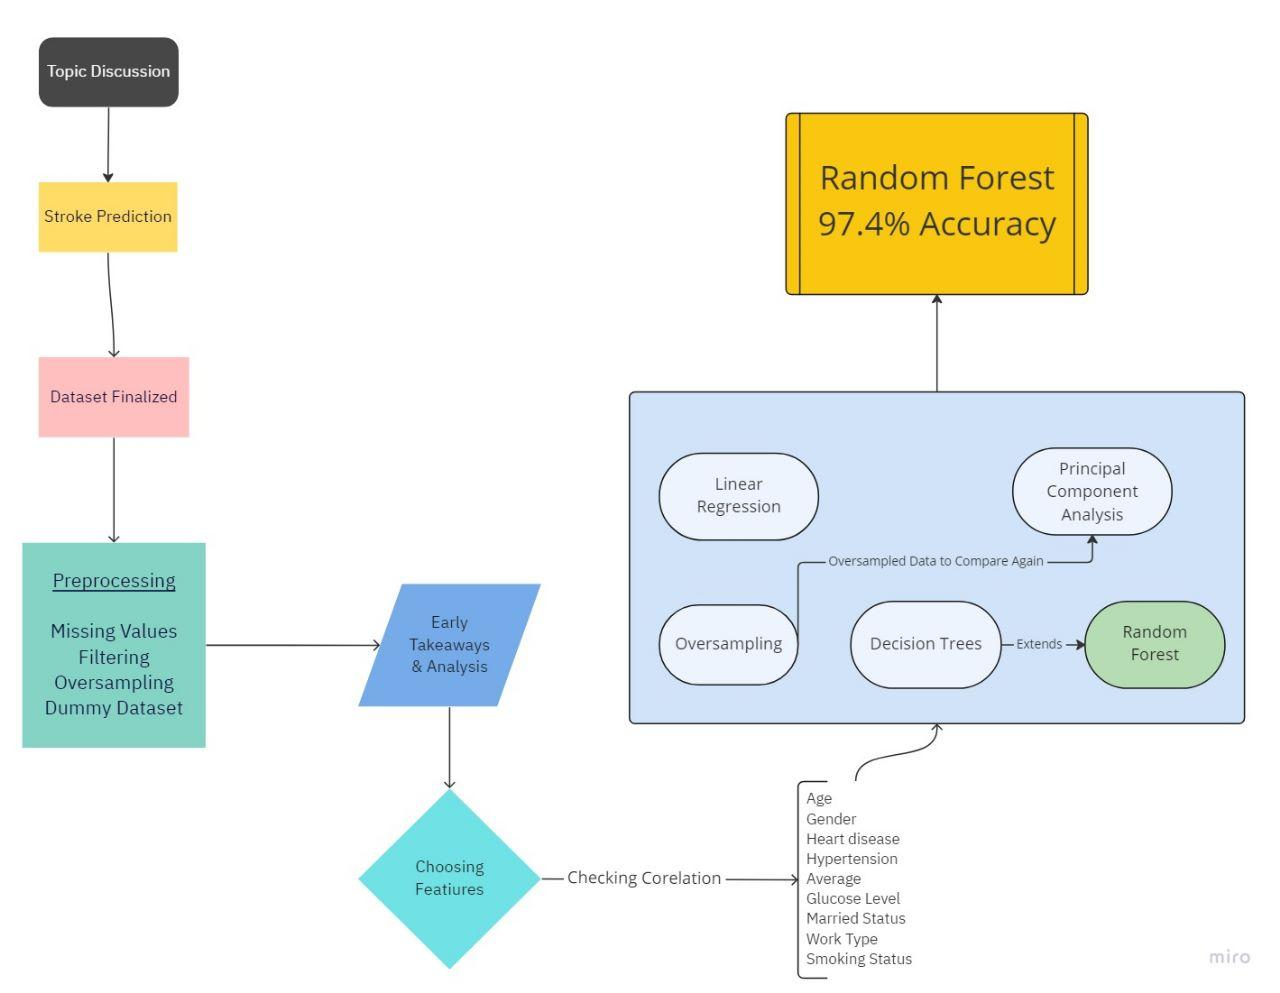 Topic Discussion
Stroke Prediction
Dataset Finalized
Preprocessing
Missing Values
Filtering
Oversampling
Dummy Dataset
Early
Takeaways
& Analysis
Choosing
Featiures
Checking Corelation
Age
Gender
Heart disease
Hypertension
Average
Glucose Level
Married Status
Work Type
Smoking Status
Linear
Regression
Principal
Component
Analysis
Oversampled Data to Compare Again
Oversampling
Decision Trees
Extends
Random
Forest
Random Forest
97.4% Accuracy
miro